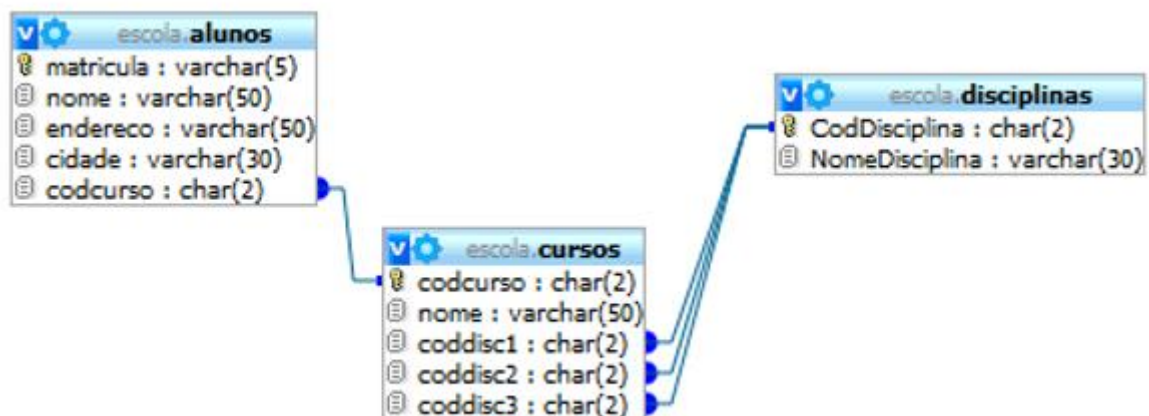 escola.alunos
matricula : varchar(5)
nome : varchar(50)
endereco : varchar(50)
cidade : varchar(30)
codcurso : char(2)
escola.disciplinas
CodDisciplina : char(2)
NomeDisciplina : varchar(30)
escola.cursos
codcurso : char(2)
nome : varchar(50)
coddisc1 : char(2)
coddisc2 : char(2)
coddisc3 : char(2)